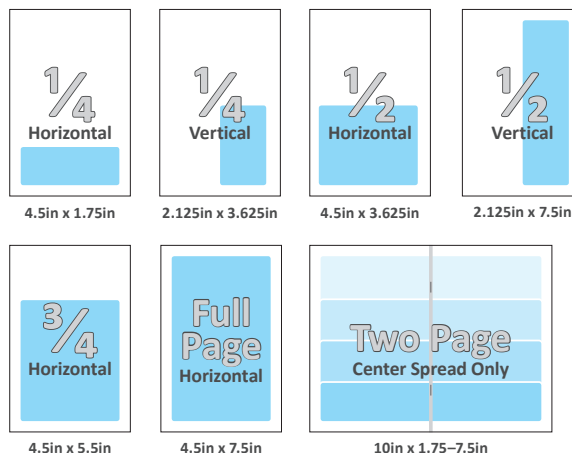 1/4
Horizontal
4.5in x 1.75in
1/4
Vertical
2.125in x 3.625in
1/2
Horizontal
4.5in x 3.625in
1/2
Vertical
2.125in x 7.5in
3/4
Horizontal
4.5in x 5.5in
Full
Page
Horizontal
4.5in x 7.5in
Two Page
Center Spread Only
10in x 1.75–7.5in